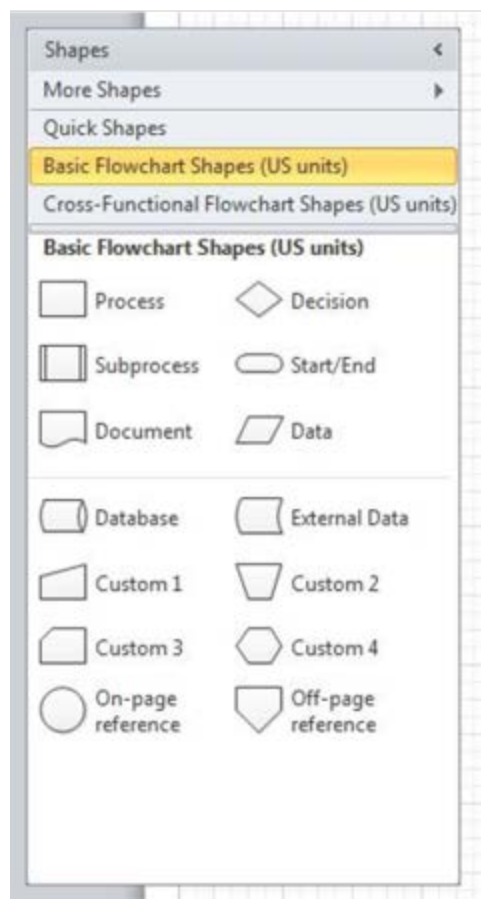 Shapes
More Shapes
Quick Shapes
Basic Flowchart Shapes (US units)
Cross-Functional Flowchart Shapes (US units)
Basic Flowchart Shapes (US units)
Process
Decision
Subprocess
Start/End
Document
Data
Database
External Data
Custom 1
Custom 2
Custom 3
Custom 4
On-page
reference
Off-page
reference